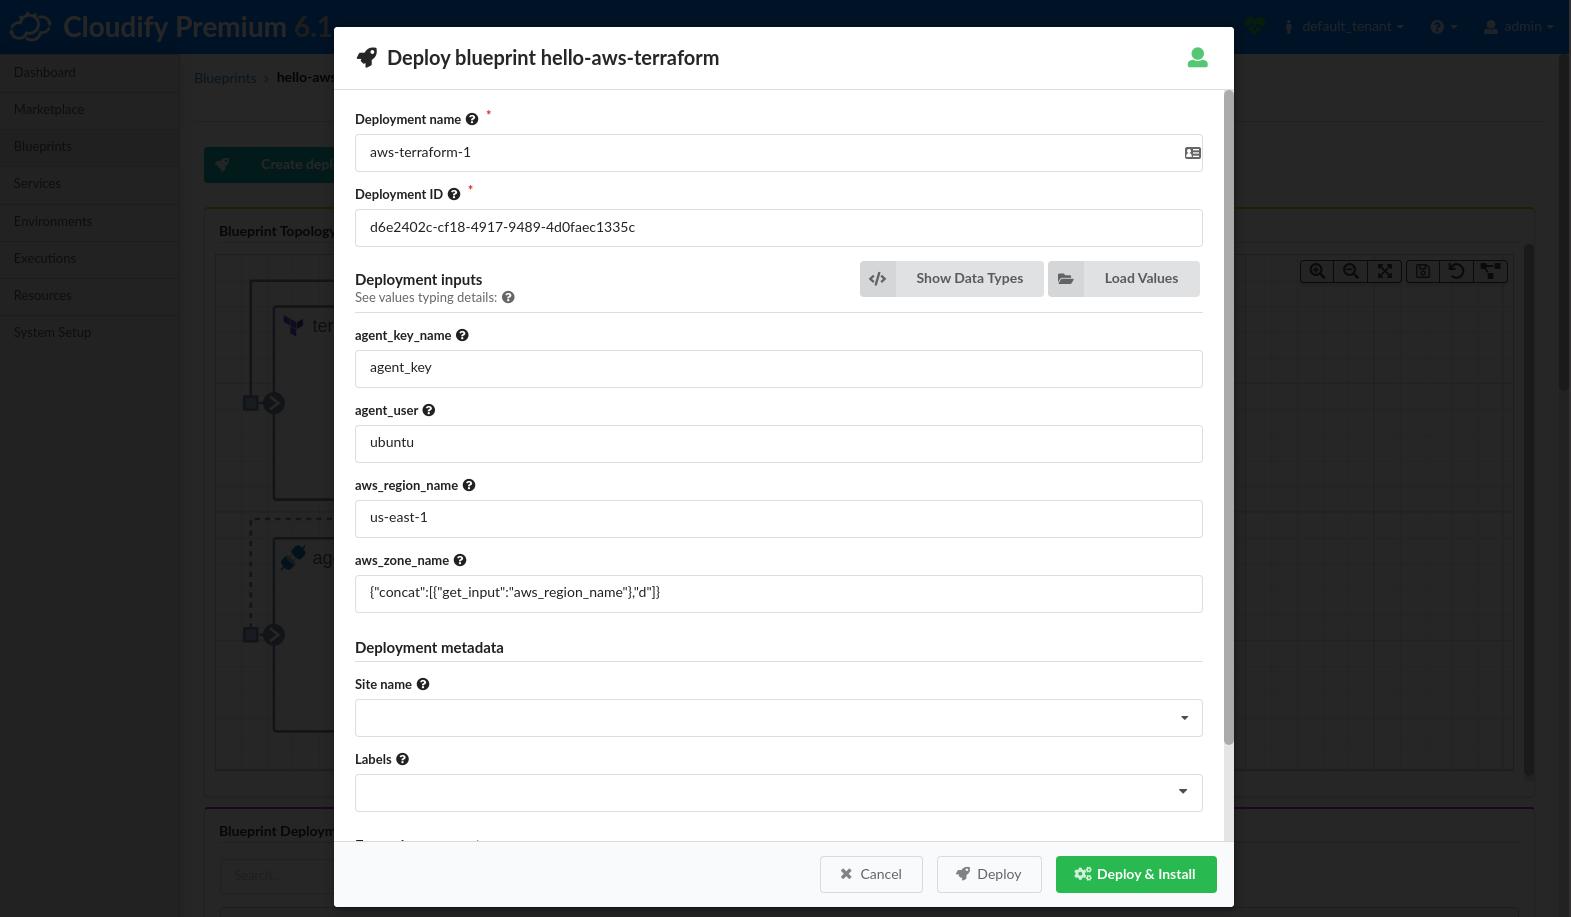 Cloudify Premium 6.1
default_tenant
admin
Dashboard
Marketplace
Blueprints
Services
Environments
Executions
Resources
System Setup
Blueprints › hello-aws
Create depl
Blueprint Topology
ter
ag
Blueprint Deploym
Search...
Deploy blueprint hello-aws-terraform
Deployment name *
aws-terraform-1
Deployment ID *
d6e2402c-cf18-4917-9489-4d0faec1335c
Deployment inputs
See values typing details:
Show Data Types
Load Values
agent_key_name
agent_key
agent_user
ubuntu
aws_region_name
us-east-1
aws_zone_name
{"concat":[{"get_input":"aws_region_name"},"d"]}
Deployment metadata
Site name
Labels
Cancel
Deploy
Deploy & Install